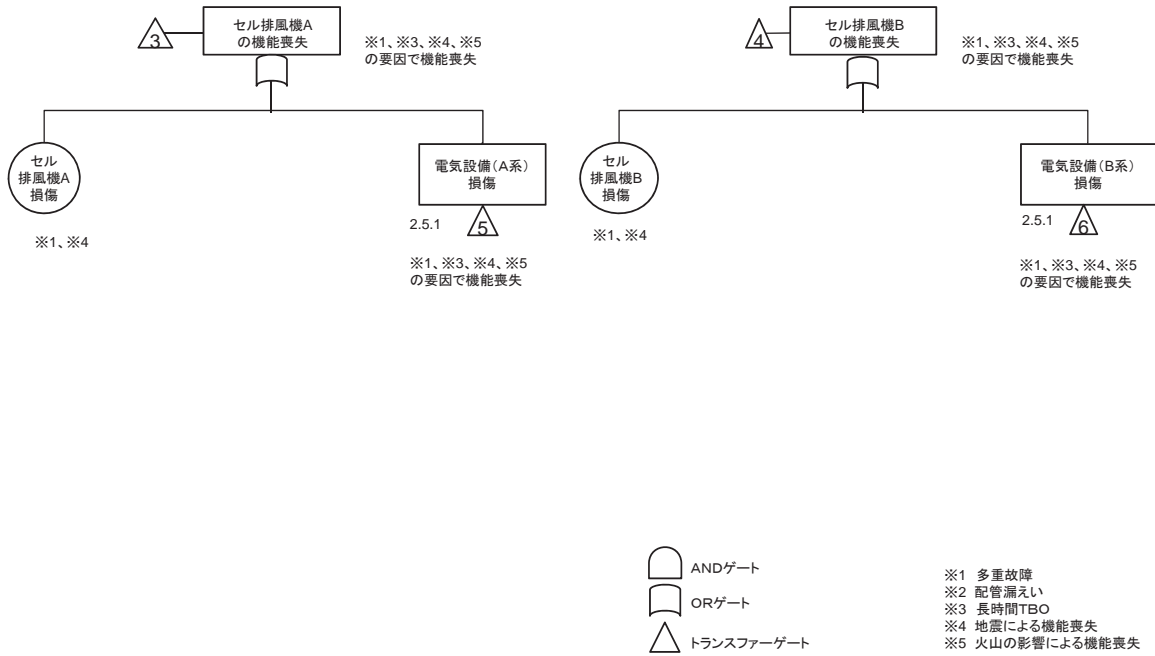 3
セル排風機A
の機能喪失
※1、※3、※4、※5
の要因で機能喪失
セル
排風機A
損傷
※1、※4
電気設備(A系)
損傷
2.5.1
5
※1、※3、※4、※5
の要因で機能喪失
4
セル排風機B
の機能喪失
※1、※3、※4、※5
の要因で機能喪失
セル
排風機B
損傷
※1、※4
電気設備(B系)
損傷
2.5.1
6
※1、※3、※4、※5
の要因で機能喪失
ANDゲート
ORゲート
トランスファーゲート
※1 多重故障
※2 配管漏えい
※3 長時間TBO
※4 地震による機能喪失
※5 火山の影響による機能喪失